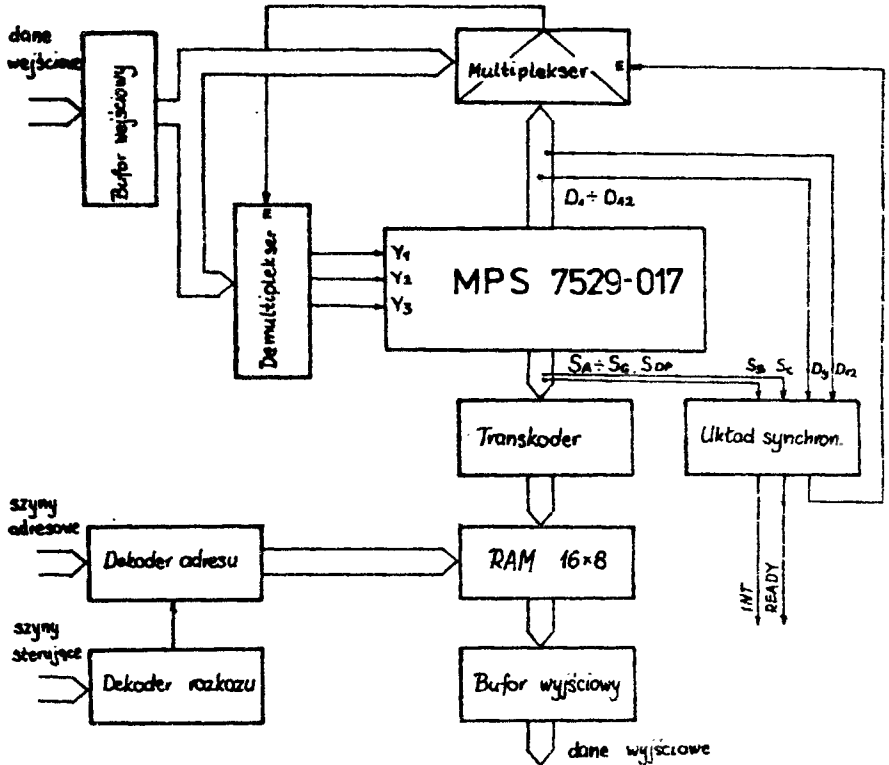 dane
wejściowe
Bufor wejściowy
Multiplekser
E
D₁ ÷ D₁₂
Demultiplekser
E
Y₁
Y₂
Y₃
MPS 7529-017
SA ÷ SG, SDP
SB Sc D9 D12
Transkoder
Układ synchron.
szyny
adresowe
Dekoder adresu
RAM 16×8
INT
READY
szyny
sterujące
Dekoder rozkazu
Bufor wyjściowy
dane wyjściowe